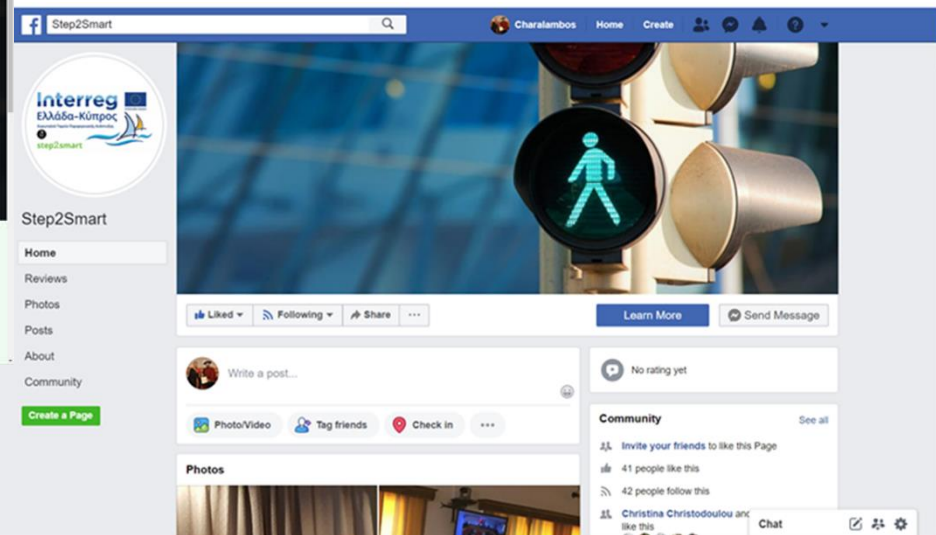 Step2Smart
Charalambos
Home
Create
Interreg
Ελλάδα-Κύπρος
step2smart
Step2Smart
Home
Reviews
Photos
Posts
About
Community
Create a Page
Liked
Following
Share
Learn More
Send Message
Write a post...
Photo/Video
Tag friends
Check in
Photos
No rating yet
Community
See all
Invite your friends to like this Page
41 people like this
42 people follow this
Christina Christodoulou and
like this
Chat